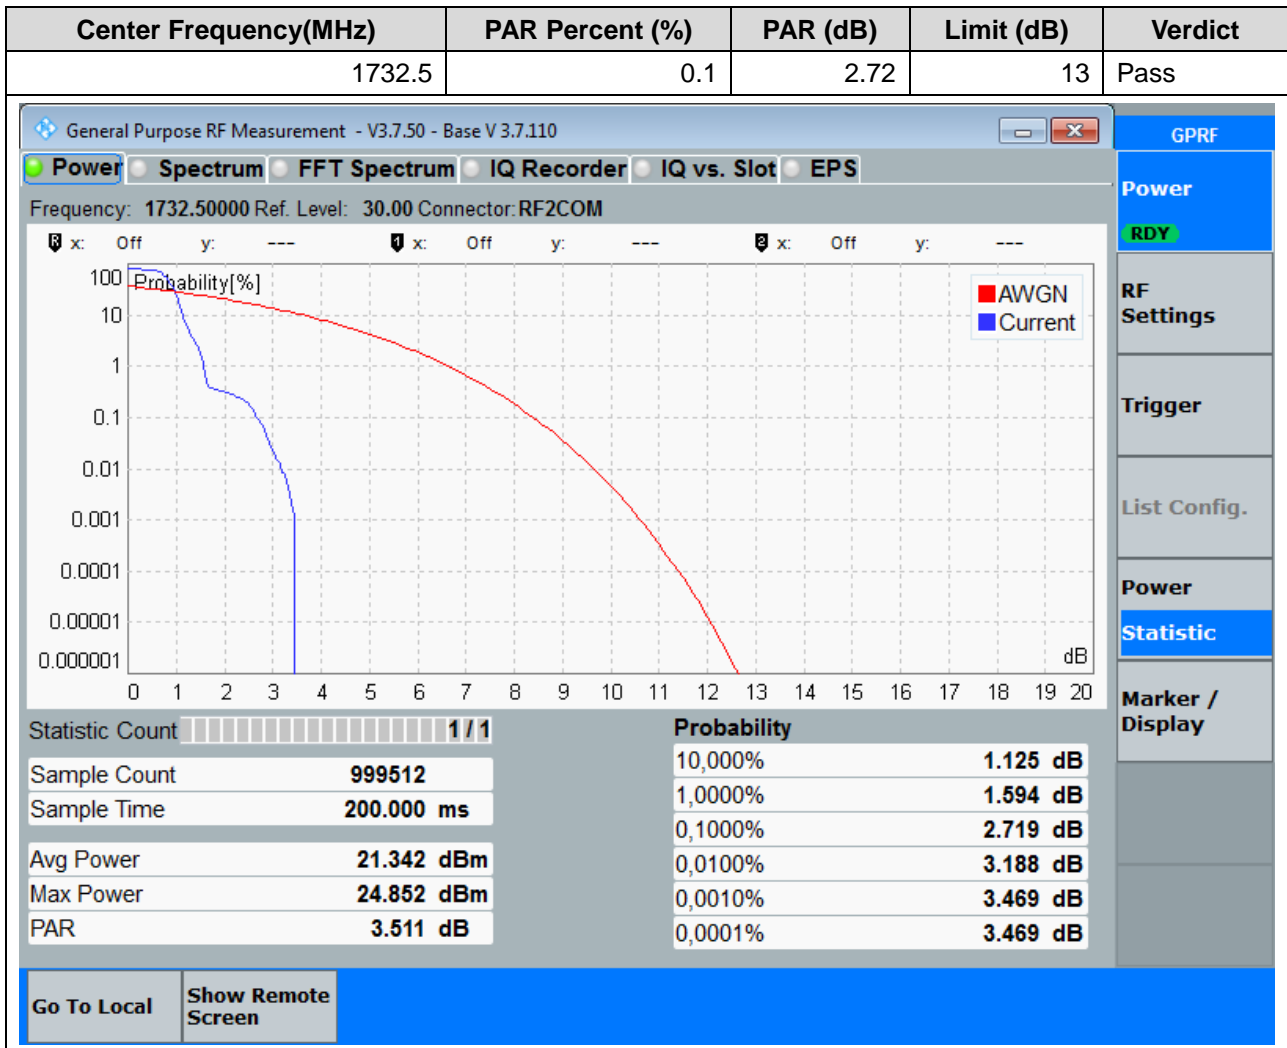 Center Frequency(MHz) PAR Percent (%) PAR (dB) Limit (dB) Verdict
1732.5 0.1 2.72 13 Pass
General Purpose RF Measurement - V3.7.50 - Base V 3.7.110
GPRF
Power Spectrum FFT Spectrum IQ Recorder IQ vs. Slot EPS
Power
RDY
Frequency: 1732.50000 Ref. Level: 30.00 Connector: RF2COM
R x: Off y: --- 1 x: Off y: --- 2 x: Off y: ---
Probability[%]
AWGN
Current
100
10
1
0.1
0.01
0.001
0.0001
0.00001
0.000001
dB
0 1 2 3 4 5 6 7 8 9 10 11 12 13 14 15 16 17 18 19 20
RF
Settings
Trigger
List Config.
Power
Statistic
Marker /
Display
Statistic Count 1 / 1
Sample Count 999512
Sample Time 200.000 ms
Avg Power 21.342 dBm
Max Power 24.852 dBm
PAR 3.511 dB
Probability
10,000% 1.125 dB
1,0000% 1.594 dB
0,1000% 2.719 dB
0,0100% 3.188 dB
0,0010% 3.469 dB
0,0001% 3.469 dB
Go To Local
Show Remote
Screen